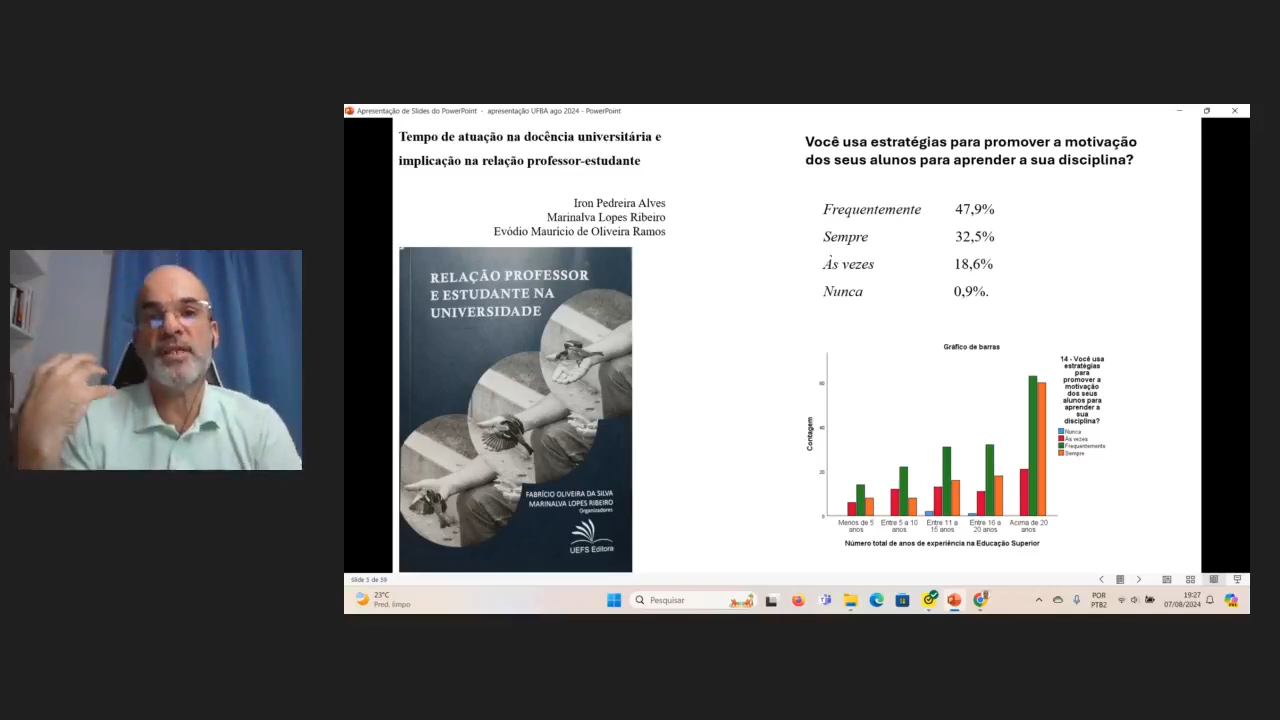 Apresentação de Slides do PowerPoint - apresentação UFBA ago 2024 - PowerPoint
Tempo de atuação na docência universitária e
implicação na relação professor-estudante
Iron Pedreira Alves
Marinalva Lopes Ribeiro
Evódio Mauricio de Oliveira Ramos
RELAÇÃO PROFESSOR
E ESTUDANTE NA
UNIVERSIDADE
FABRÍCIO OLIVEIRA DA SILVA
MARINALVA LOPES RIBEIRO
Organizadores
UEFS Editora
Você usa estratégias para promover a motivação
dos seus alunos para aprender a sua disciplina?
Frequentemente 47,9%
Sempre 32,5%
Às vezes 18,6%
Nunca 0,9%.
Gráfico de barras
Contagem
60
40
20
0
Menos de 5
anos
Entre 5 a 10
anos
Entre 11 a
15 anos
Entre 16 a
20 anos
Acima de 20
anos
Número total de anos de experiência na Educação Superior
14 - Você usa
estratégias
para
promover a
motivação
dos seus
alunos para
aprender a
sua
disciplina?
Nunca
Às vezes
Frequentemente
Sempre
Slide 5 de 59
23°C
Pred. limpo
Pesquisar
POR
PTB2
19:27
07/08/2024